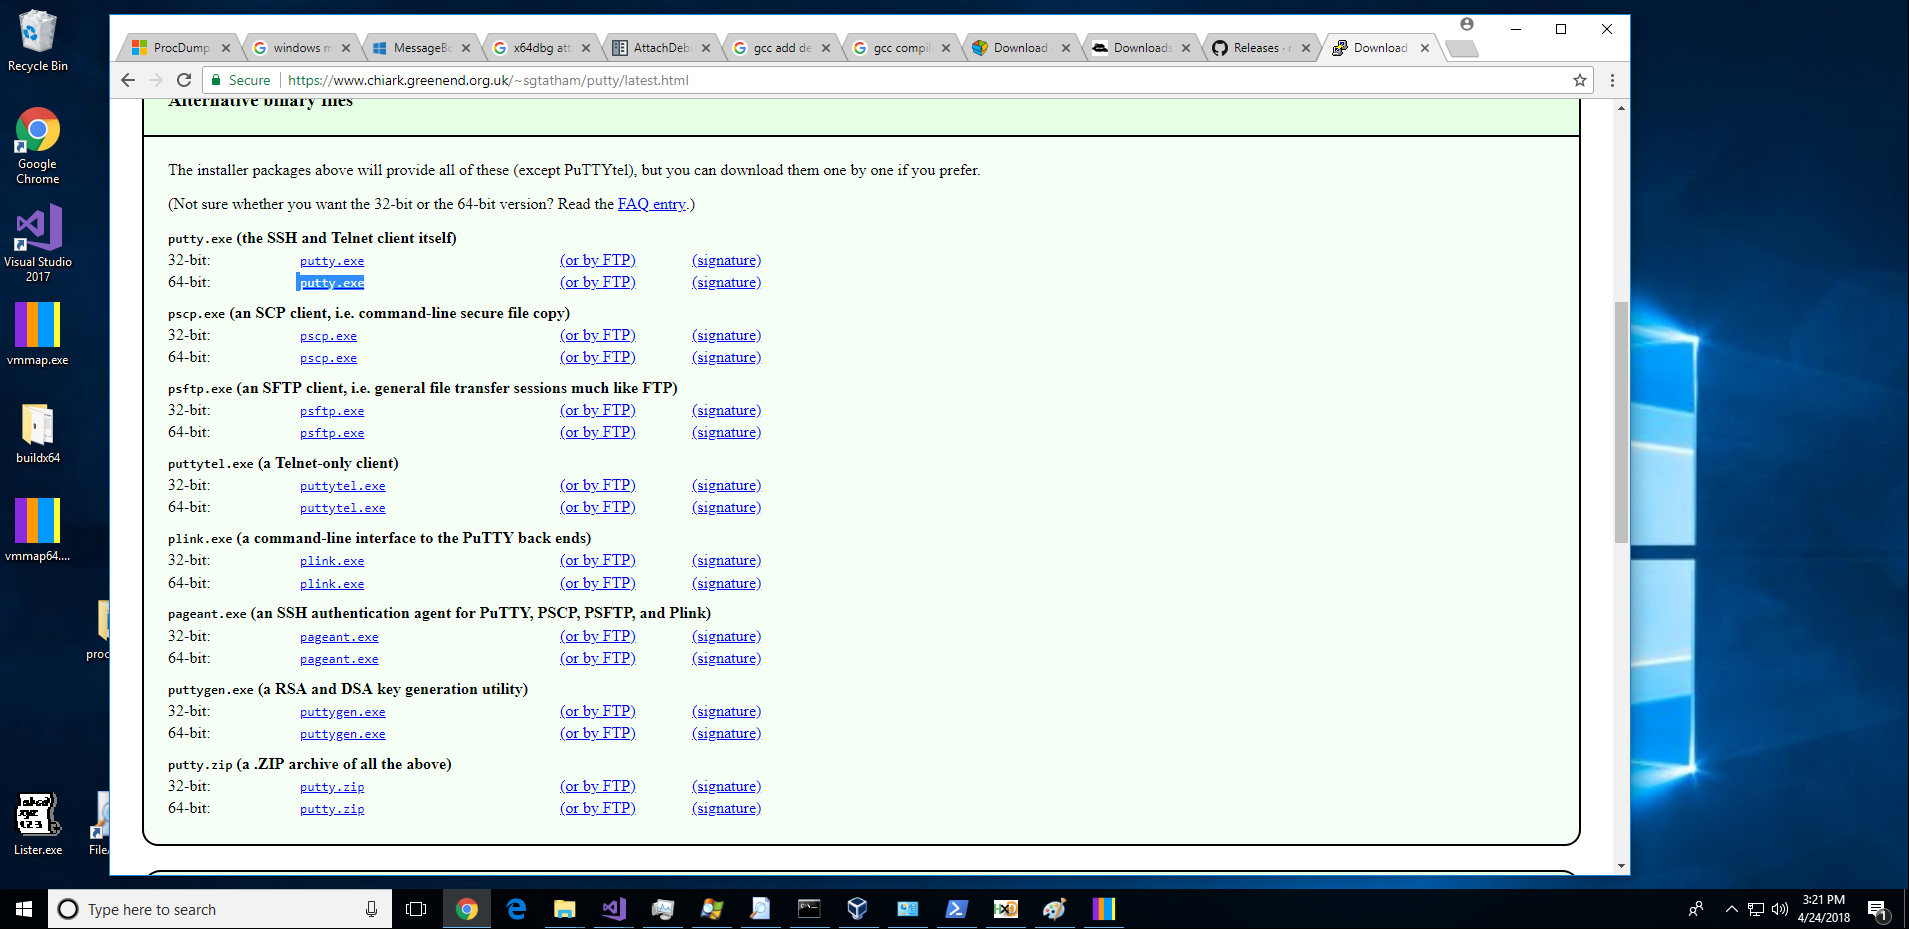 Recycle Bin
Google
Chrome
Visual Studio
2017
vmmap.exe
buildx64
vmmap64....
proc
Lister.exe
File
ProcDump
windows m
MessageBo
x64dbg att
AttachDeb
gcc add de
gcc compil
Download
Downloads
Releases ·
Download
Secure
https://www.chiark.greenend.org.uk/~sgtatham/putty/latest.html
Alternative binary files
The installer packages above will provide all of these (except PuTTYtel), but you can download them one by one if you prefer.
(Not sure whether you want the 32-bit or the 64-bit version? Read the FAQ entry.)
putty.exe (the SSH and Telnet client itself)
32-bit: putty.exe (or by FTP) (signature)
64-bit: putty.exe (or by FTP) (signature)
pscp.exe (an SCP client, i.e. command-line secure file copy)
32-bit: pscp.exe (or by FTP) (signature)
64-bit: pscp.exe (or by FTP) (signature)
psftp.exe (an SFTP client, i.e. general file transfer sessions much like FTP)
32-bit: psftp.exe (or by FTP) (signature)
64-bit: psftp.exe (or by FTP) (signature)
puttytel.exe (a Telnet-only client)
32-bit: puttytel.exe (or by FTP) (signature)
64-bit: puttytel.exe (or by FTP) (signature)
plink.exe (a command-line interface to the PuTTY back ends)
32-bit: plink.exe (or by FTP) (signature)
64-bit: plink.exe (or by FTP) (signature)
pageant.exe (an SSH authentication agent for PuTTY, PSCP, PSFTP, and Plink)
32-bit: pageant.exe (or by FTP) (signature)
64-bit: pageant.exe (or by FTP) (signature)
puttygen.exe (a RSA and DSA key generation utility)
32-bit: puttygen.exe (or by FTP) (signature)
64-bit: puttygen.exe (or by FTP) (signature)
putty.zip (a .ZIP archive of all the above)
32-bit: putty.zip (or by FTP) (signature)
64-bit: putty.zip (or by FTP) (signature)
Type here to search
3:21 PM
4/24/2018
1